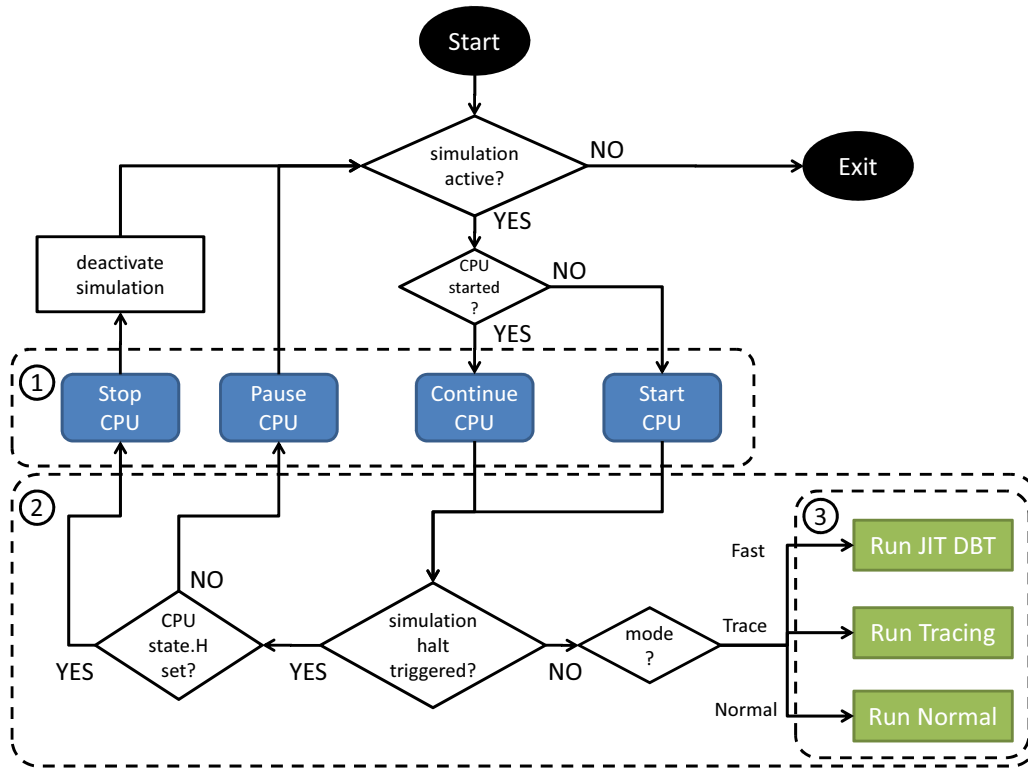 Start
simulation
active?
NO
Exit
YES
deactivate
simulation
CPU
started
?
NO
YES
1
Stop
CPU
Pause
CPU
Continue
CPU
Start
CPU
2
3
Fast
Run JIT DBT
NO
CPU
state.H
set?
YES
simulation
halt
triggered?
YES
NO
mode
?
Trace
Run Tracing
Normal
Run Normal